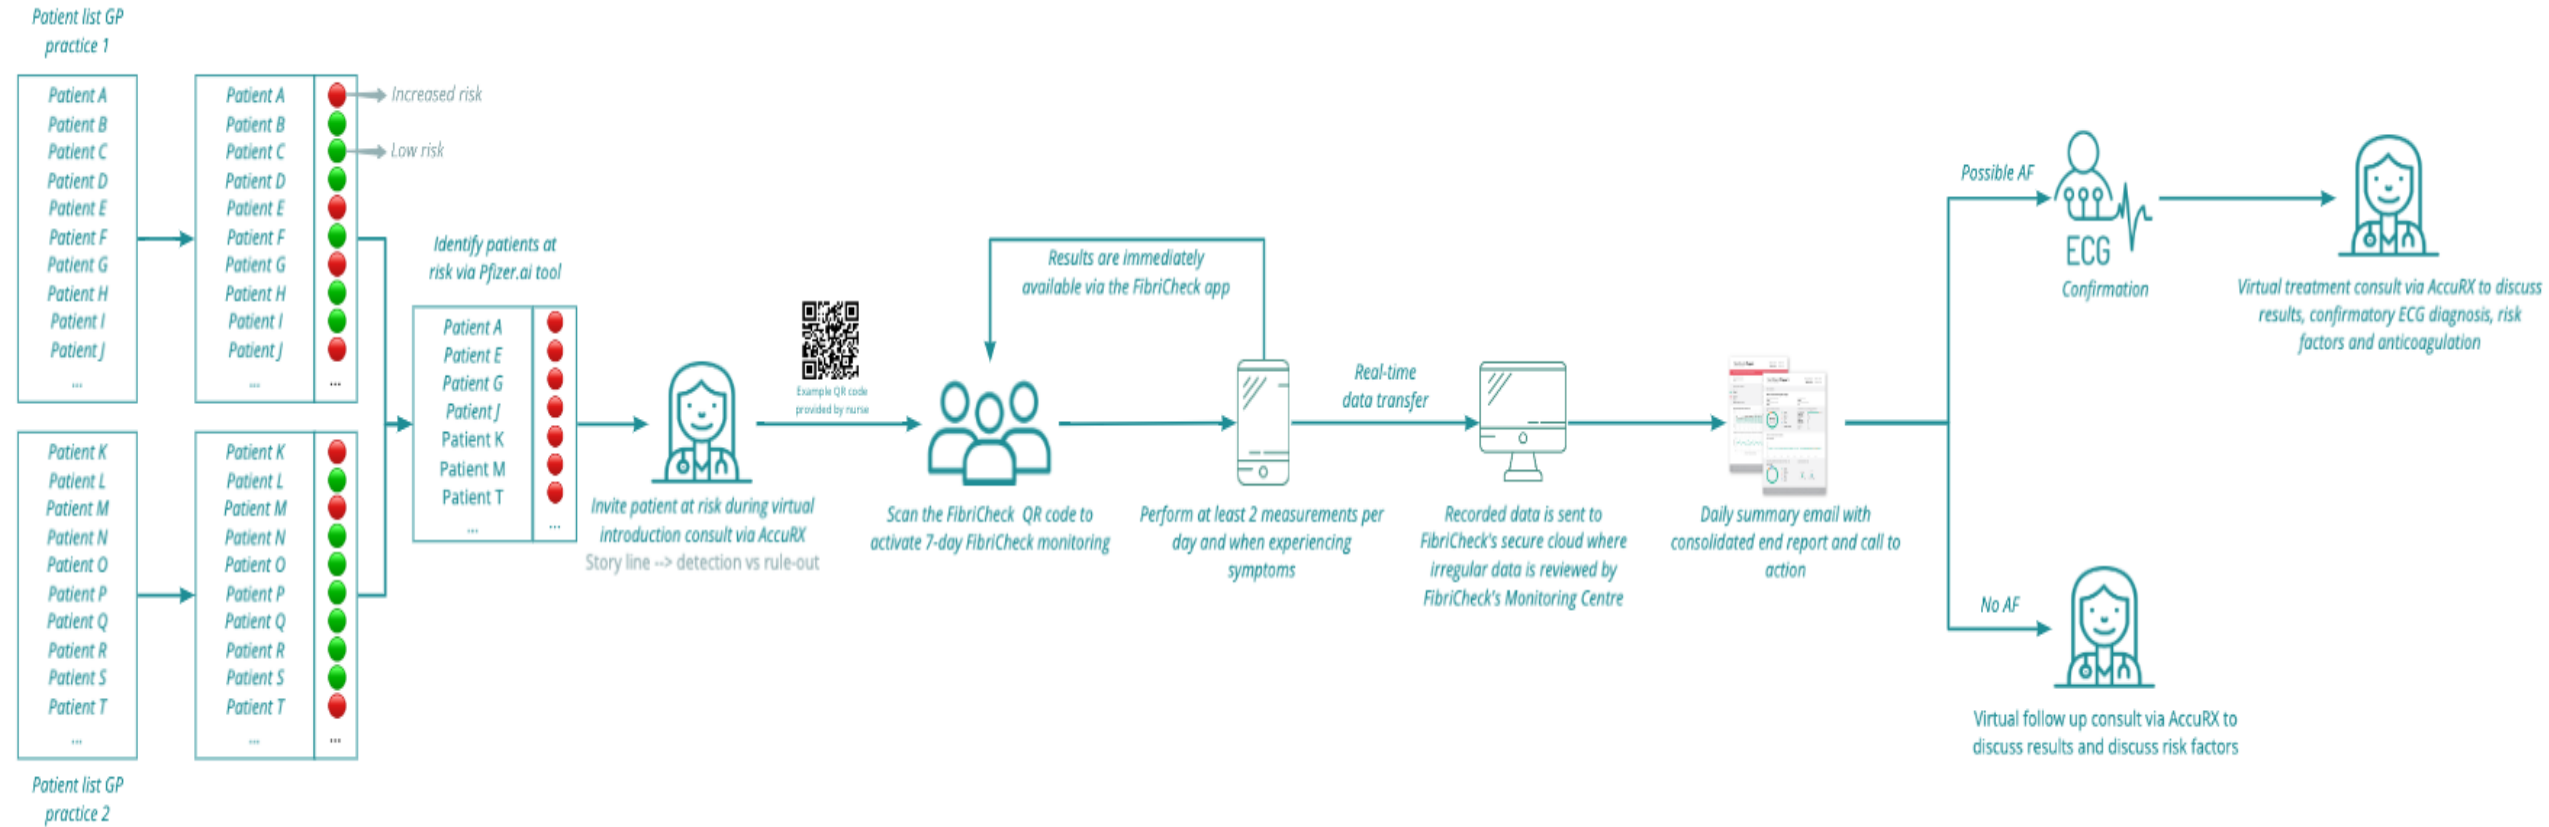 Patient list GP
practice 1
Patient A
Patient B
Patient C
Patient D
Patient E
Patient F
Patient G
Patient H
Patient I
Patient J
...
Patient A
Patient B
Patient C
Patient D
Patient E
Patient F
Patient G
Patient H
Patient I
Patient J
...
...
Increased risk
Low risk
Patient K
Patient L
Patient M
Patient N
Patient O
Patient P
Patient Q
Patient R
Patient S
Patient T
...
Patient list GP
practice 2
Patient K
Patient L
Patient M
Patient N
Patient O
Patient P
Patient Q
Patient R
Patient S
Patient T
...
...
Identify patients at
risk via Pfizer.ai tool
Patient A
Patient E
Patient G
Patient J
Patient K
Patient M
Patient T
...
...
Invite patient at risk during virtual
introduction consult via AccuRX
Story line --> detection vs rule-out
Example QR code
provided by nurse
Scan the FibriCheck QR code to
activate 7-day FibriCheck monitoring
Results are immediately
available via the FibriCheck app
Perform at least 2 measurements per
day and when experiencing
symptoms
Real-time
data transfer
Recorded data is sent to
FibriCheck's secure cloud where
irregular data is reviewed by
FibriCheck's Monitoring Centre
Daily summary email with
consolidated end report and call to
action
Possible AF
ECG
Confirmation
Virtual treatment consult via AccuRX to discuss
results, confirmatory ECG diagnosis, risk
factors and anticoagulation
No AF
Virtual follow up consult via AccuRX to
discuss results and discuss risk factors